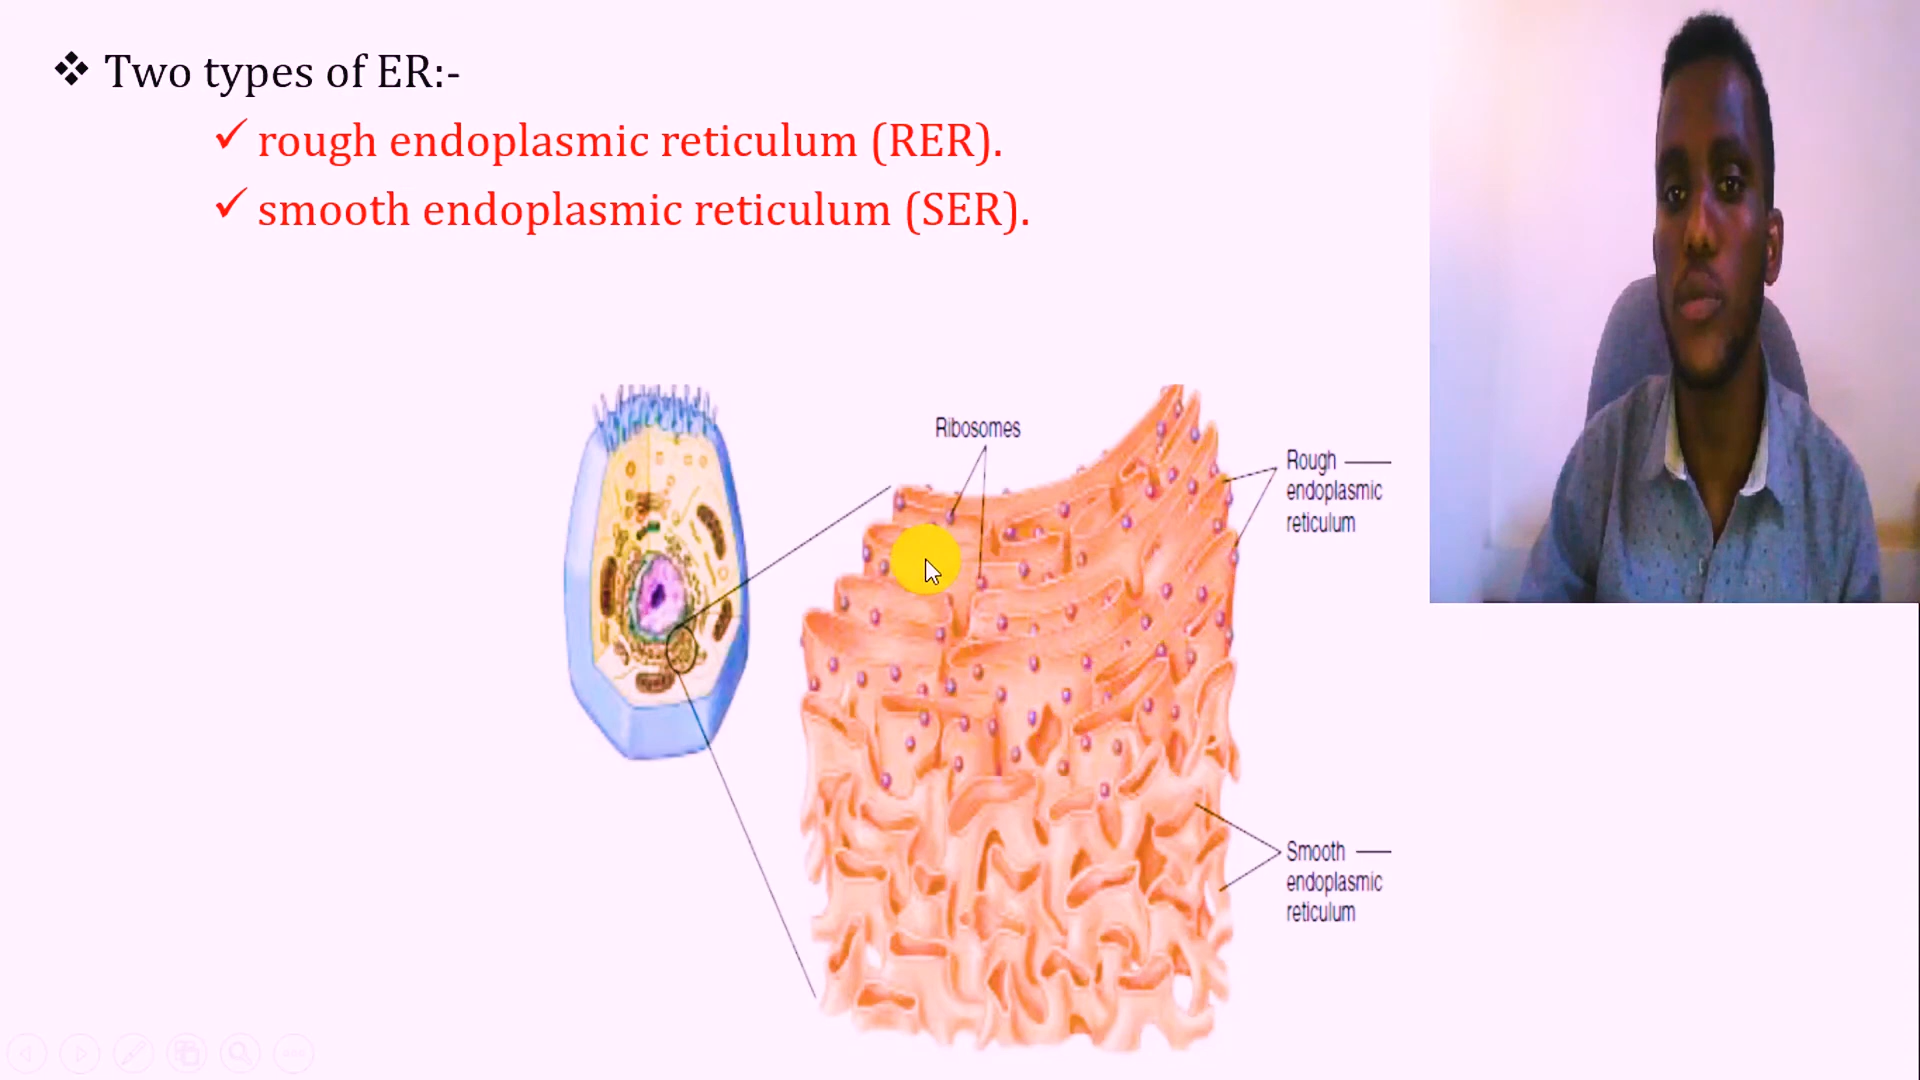 ❖ Two types of ER:-
✓ rough endoplasmic reticulum (RER).
✓ smooth endoplasmic reticulum (SER).
Ribosomes
Rough
endoplasmic
reticulum
Smooth
endoplasmic
reticulum